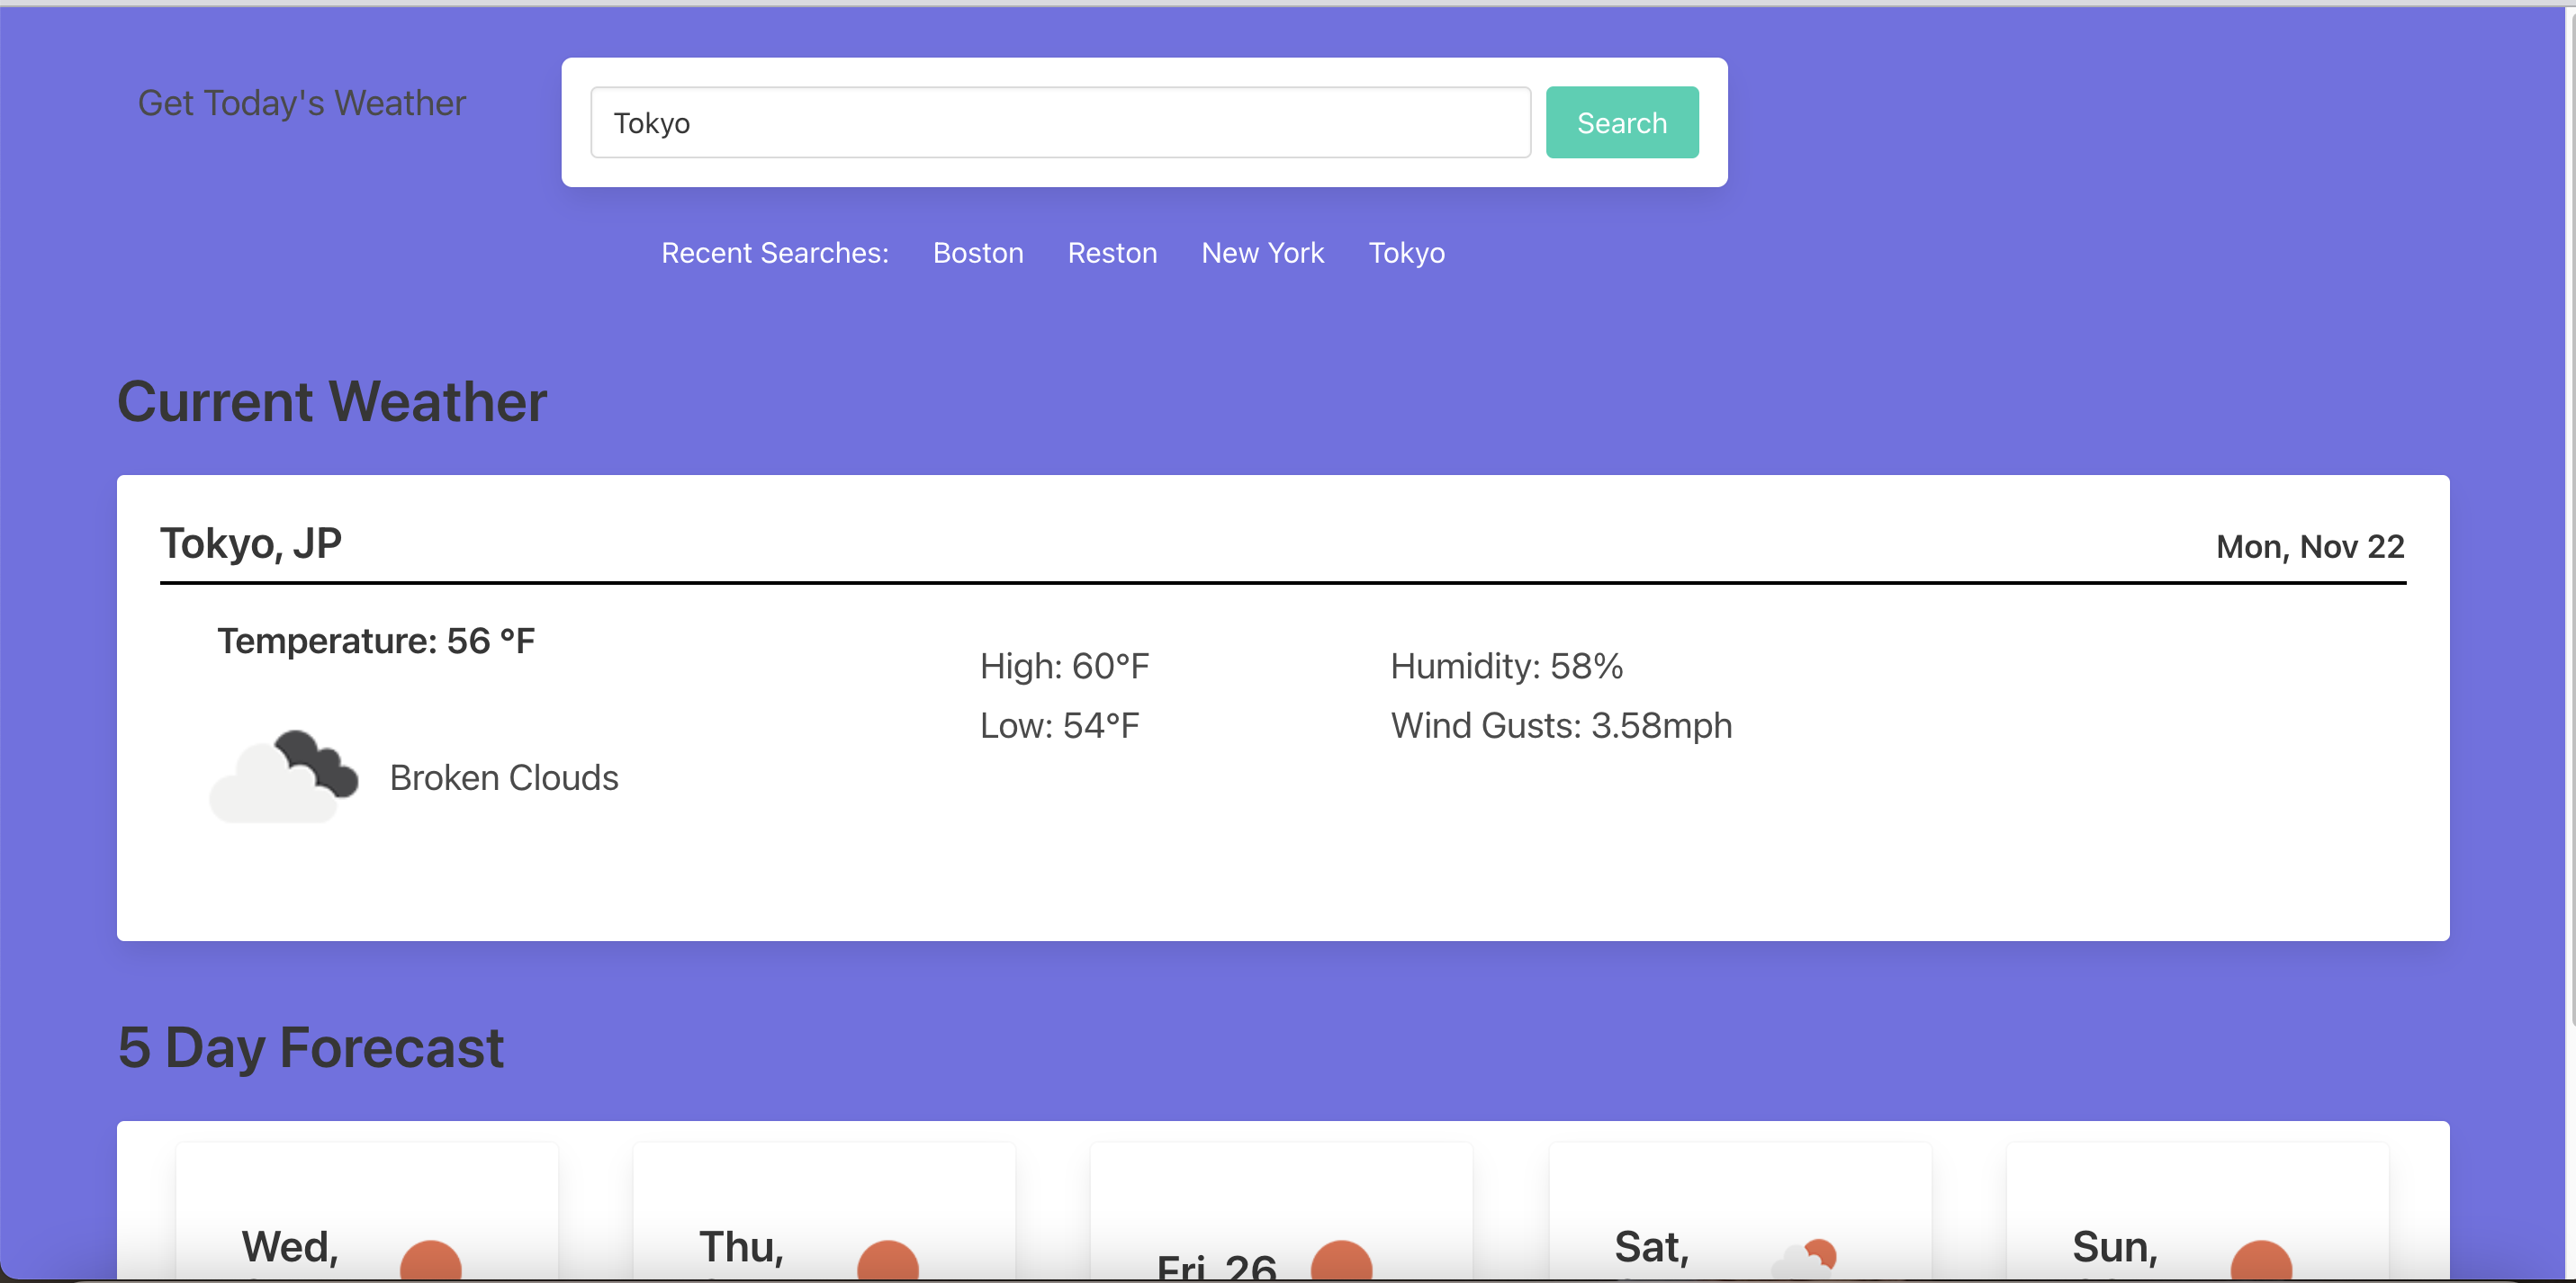 Get Today's Weather
Tokyo
Search
Recent Searches: Boston Reston New York Tokyo
Current Weather
Tokyo, JP
Mon, Nov 22
Temperature: 56 °F
Broken Clouds
High: 60°F
Low: 54°F
Humidity: 58%
Wind Gusts: 3.58mph
5 Day Forecast
Wed,
Thu,
Fri, 26
Sat,
Sun,